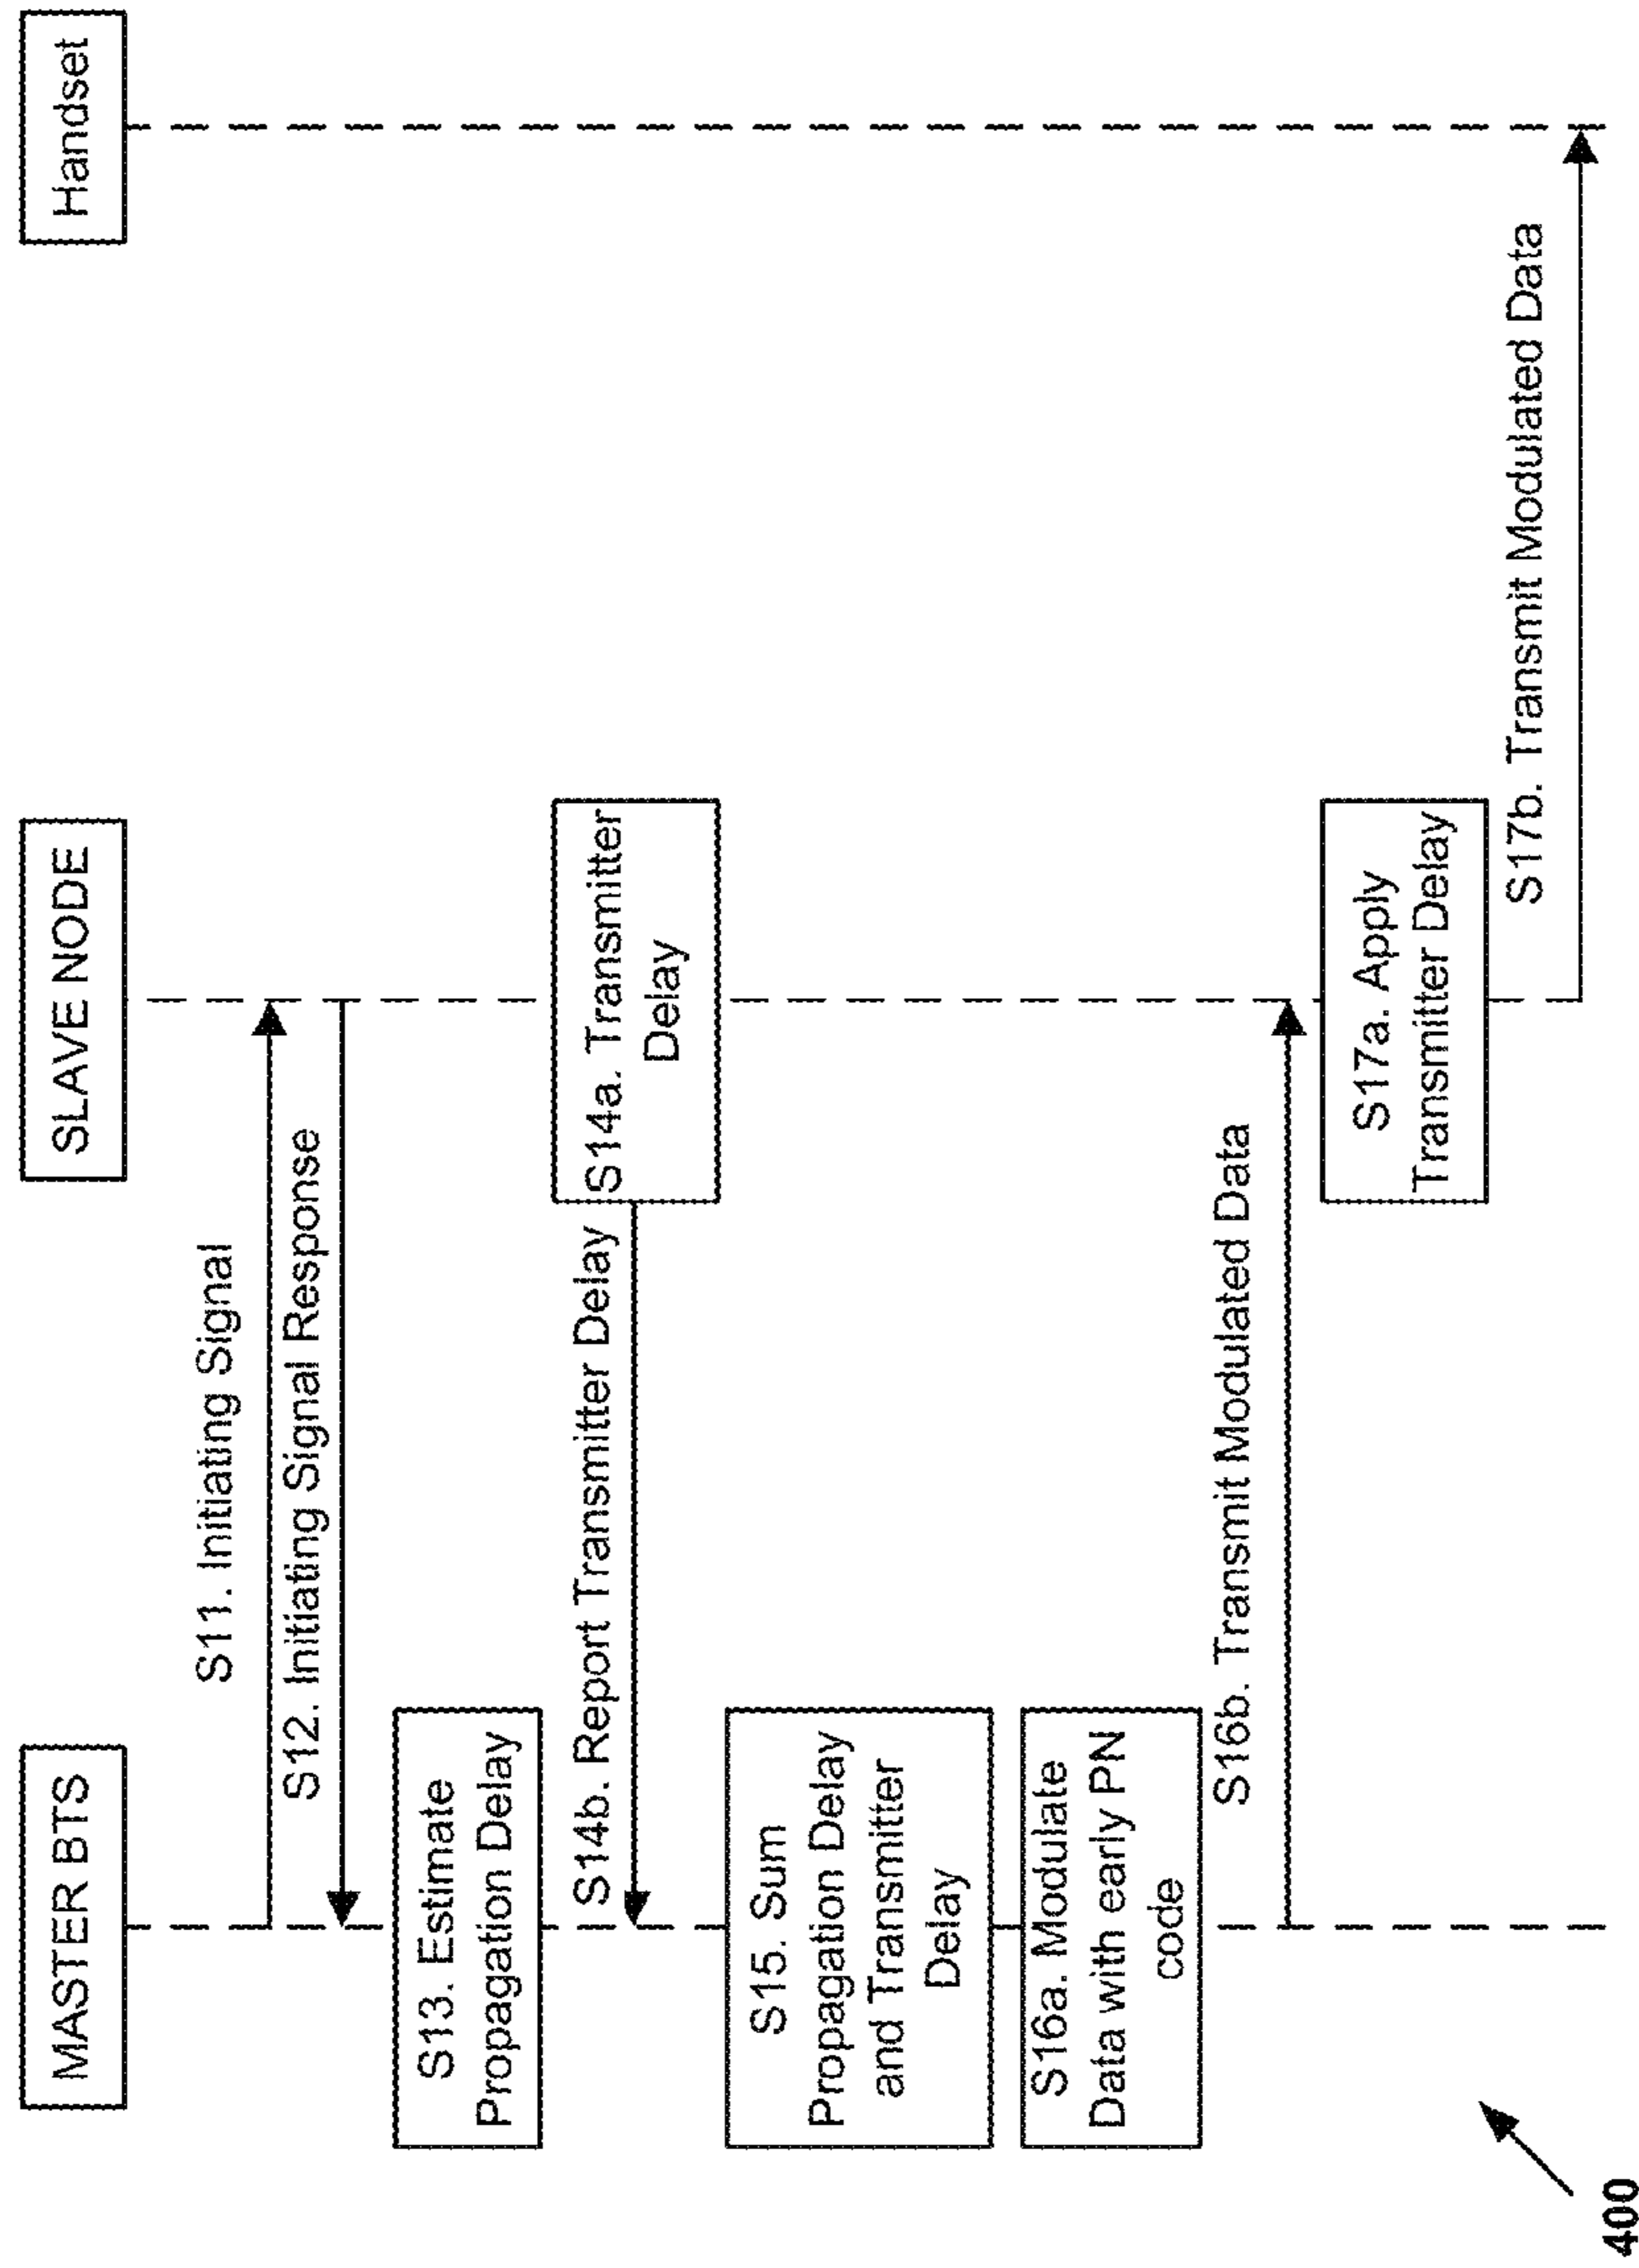 MASTER BTS
SLAVE NODE
Handset
S11. Initiating Signal
S12. Initiating Signal Response
S13. Estimate
Propagation Delay
S14a. Transmitter
Delay
S14b. Report Transmitter Delay
S15. Sum
Propagation Delay
and Transmitter
Delay
S16a. Modulate
Data with early PN
code
S16b. Transmit Modulated Data
S17a. Apply
Transmitter Delay
S17b. Transmit Modulated Data
400